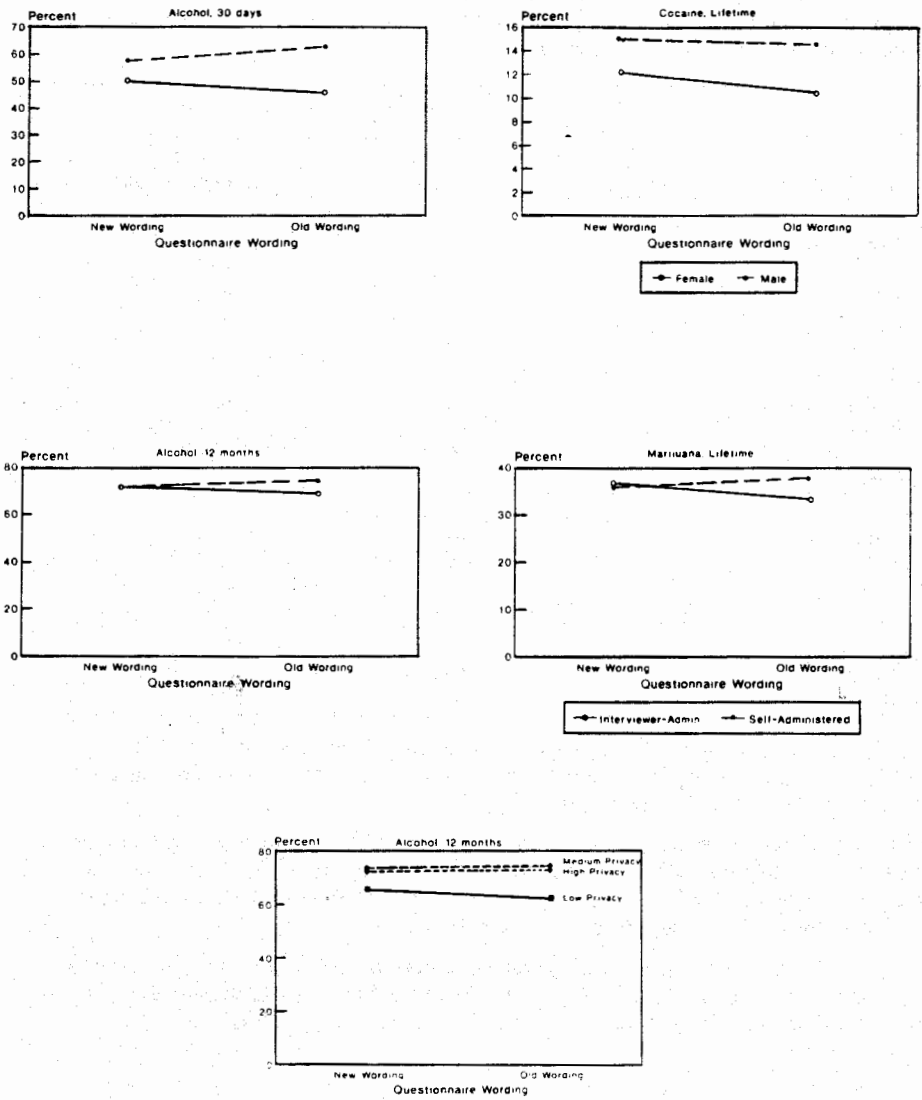 Percent Alcohol, 30 days
70
60
50
40
30
20
10
0
New Wording Old Wording
Questionnaire Wording
Percent Cocaine, Lifetime
16
14
12
10
8
6
4
2
0
New Wording Old Wording
Questionnaire Wording
Female Male
Percent Alcohol 12 months
80
60
40
20
0
New Wording Old Wording
Questionnaire Wording
Percent Marijuana, Lifetime
40
30
20
10
0
New Wording Old Wording
Questionnaire Wording
Interviewer-Admin Self-Administered
Percent Alcohol 12 months
80
60
40
20
0
Medium Privacy
High Privacy
Low Privacy
New Wording Old Wording
Questionnaire Wording